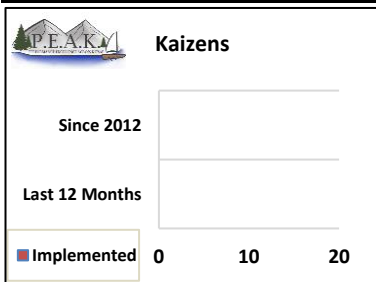 P.E.A.K.
Kaizens
Since 2012
Last 12 Months
Implemented
0 10 20